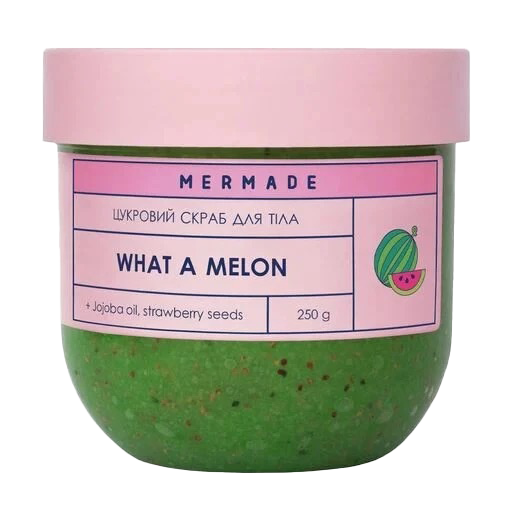 MERMADE
ЦУКРОВИЙ СКРАБ ДЛЯ ТІЛА
WHAT A MELON
+ Jojoba oil, strawberry seeds
250 g